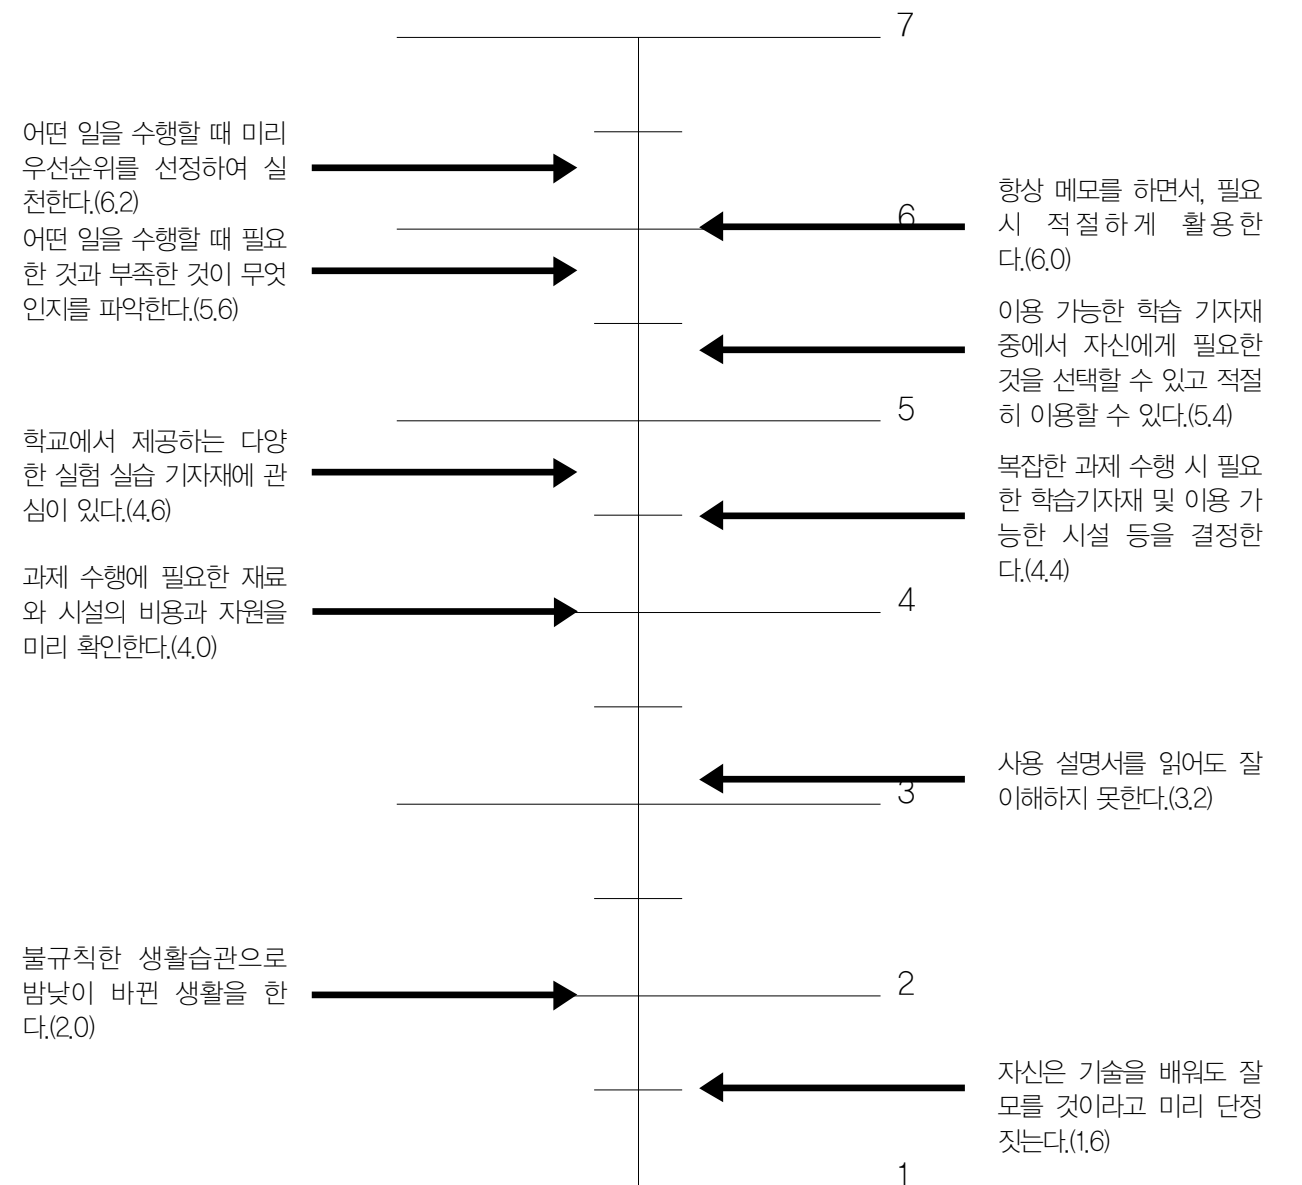 7
어떤 일을 수행할 때 미리
우선순위를 선정하여 실
천한다.(6.2)
항상 메모를 하면서, 필요
시 적절하게 활용한
다.(6.0)
6
어떤 일을 수행할 때 필요
한 것과 부족한 것이 무엇
인지를 파악한다.(5.6)
이용 가능한 학습 기자재
중에서 자신에게 필요한
것을 선택할 수 있고 적절
히 이용할 수 있다.(5.4)
5
학교에서 제공하는 다양
한 실험 실습 기자재에 관
심이 있다.(4.6)
복잡한 과제 수행 시 필요
한 학습기자재 및 이용 가
능한 시설 등을 결정한
다.(4.4)
과제 수행에 필요한 재료
와 시설의 비용과 자원을
미리 확인한다.(4.0)
4
사용 설명서를 읽어도 잘
이해하지 못한다.(3.2)
3
불규칙한 생활습관으로
밤낮이 바뀐 생활을 한
다.(2.0)
2
자신은 기술을 배워도 잘
모를 것이라고 미리 단정
짓는다.(1.6)
1